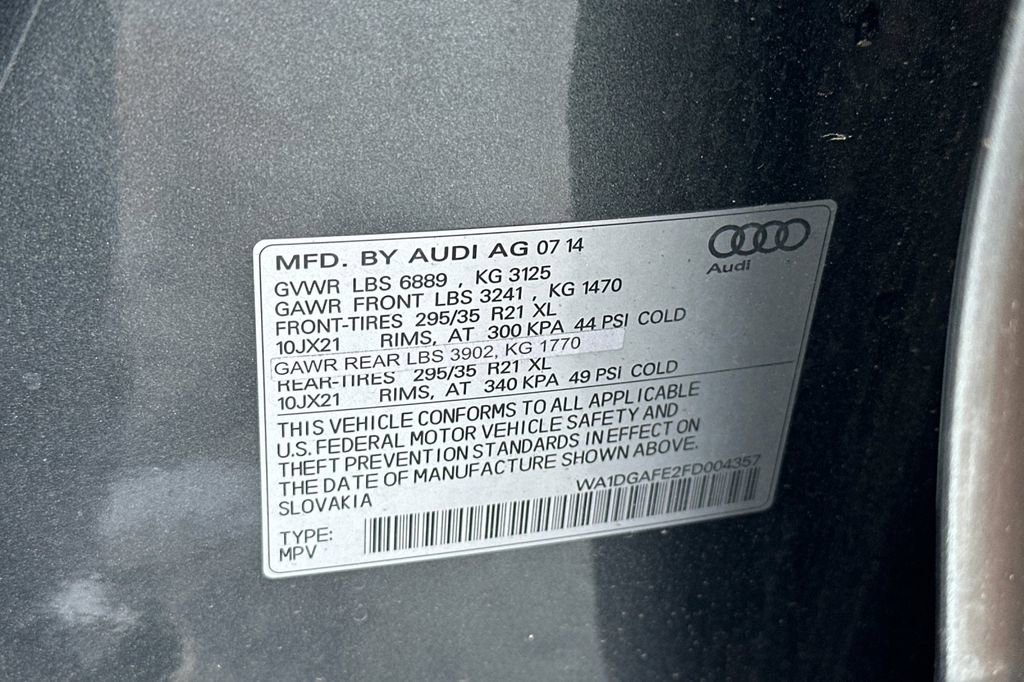 MFD. BY AUDI AG 07 14
Audi
GVWR LBS 6889 , KG 3125
GAWR FRONT LBS 3241 , KG 1470
FRONT-TIRES 295/35 R21 XL
10JX21 RIMS, AT 300 KPA 44 PSI COLD
GAWR REAR LBS 3902, KG 1770
REAR-TIRES 295/35 R21 XL
10JX21 RIMS, AT 340 KPA 49 PSI COLD
THIS VEHICLE CONFORMS TO ALL APPLICABLE
U.S. FEDERAL MOTOR VEHICLE SAFETY AND
THEFT PREVENTION STANDARDS IN EFFECT ON
THE DATE OF MANUFACTURE SHOWN ABOVE.
SLOVAKIA WA1DGAFE2FD004357
TYPE:
MPV